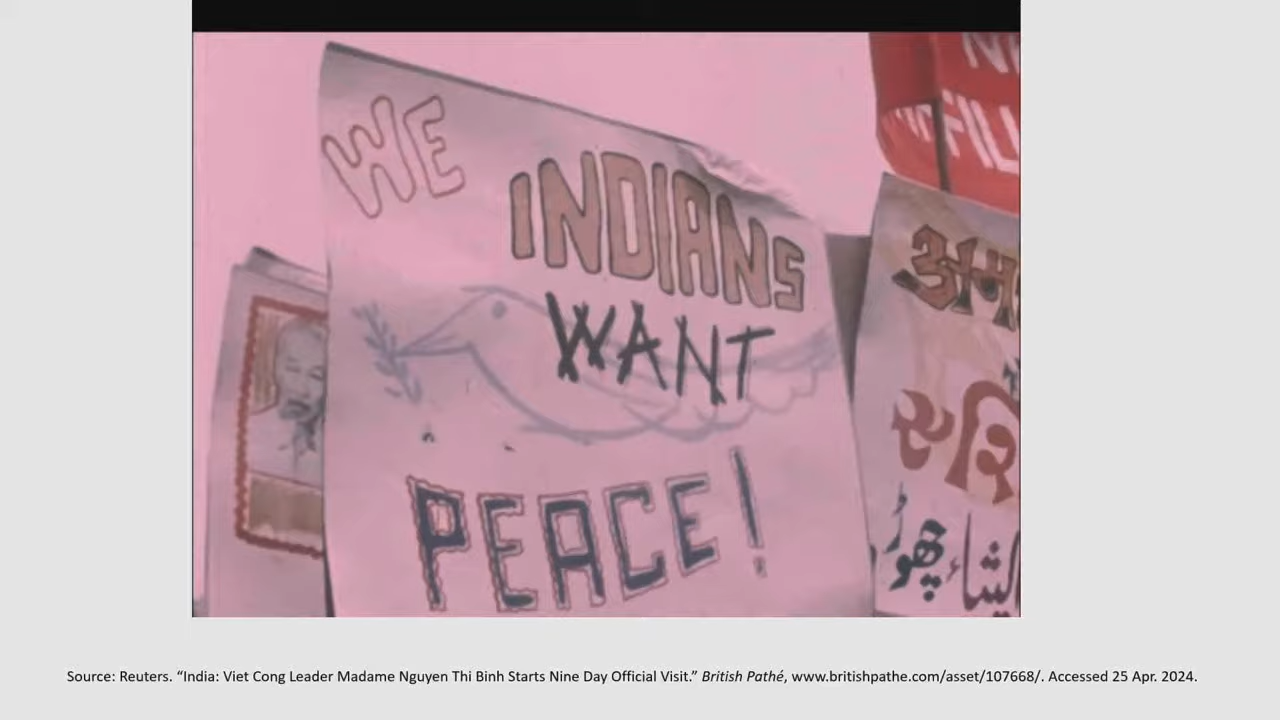 WE
INDIANS
WANT
PEACE!
چھوڑ
Source: Reuters. “India: Viet Cong Leader Madame Nguyen Thi Binh Starts Nine Day Official Visit.” British Pathé, www.britishpathe.com/asset/107668/. Accessed 25 Apr. 2024.